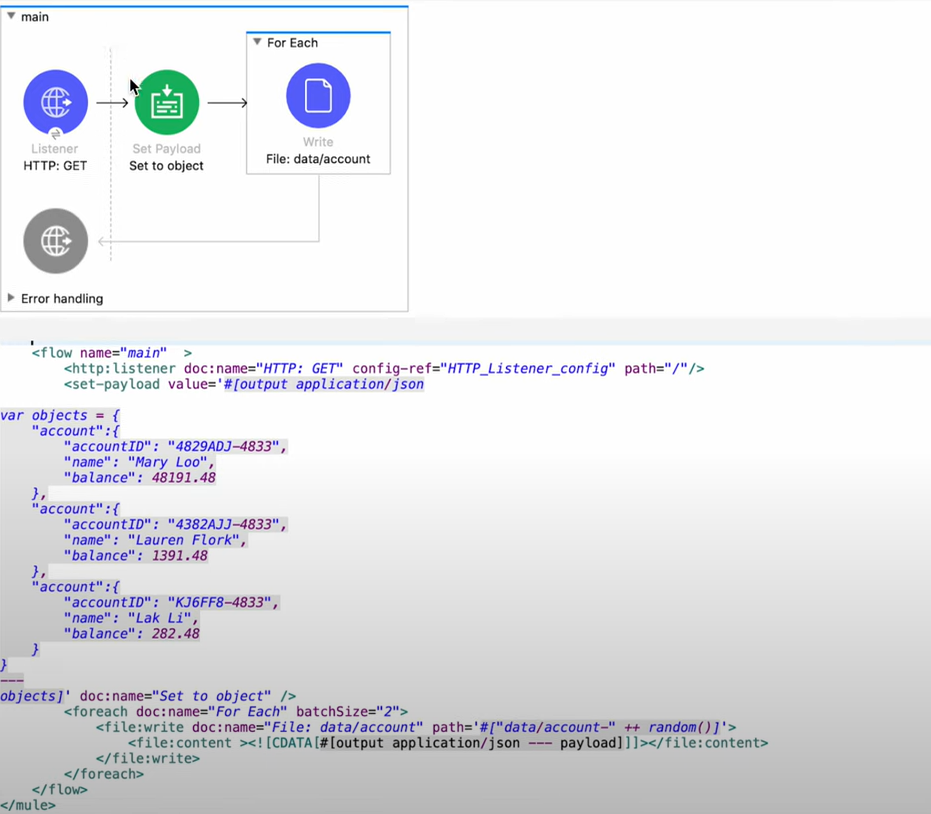 main
For Each
Listener
HTTP: GET
Set Payload
Set to object
Write
File: data/account
Error handling
<flow name="main"  >
<http:listener doc:name="HTTP: GET" config-ref="HTTP_Listener_config" path="/"/>
<set-payload value='#[output application/json
var objects = {
"account":{
"accountID": "4829ADJ-4833",
"name": "Mary Loo",
"balance": 48191.48
},
"account":{
"accountID": "4382AJJ-4833",
"name": "Lauren Flork",
"balance": 1391.48
},
"account":{
"accountID": "KJ6FF8-4833",
"name": "Lak Li",
"balance": 282.48
}
}
---
objects]' doc:name="Set to object" />
<foreach doc:name="For Each" batchSize="2">
<file:write doc:name="File: data/account" path='#["data/account-" ++ random()]'>
<file:content ><![CDATA[#[output application/json --- payload]]]></file:content>
</file:write>
</foreach>
</flow>
</mule>